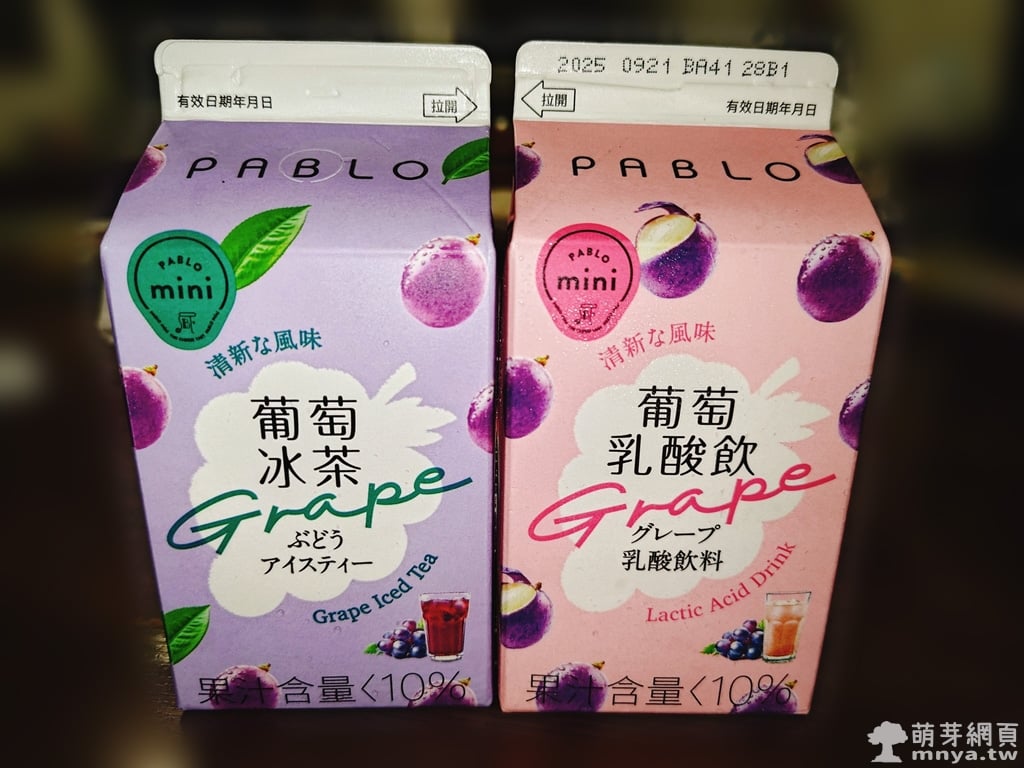 有效日期年月日
拉開
PABLO
PABLO
mini
清新な風味
葡萄
冰茶
Grape
ぶどう
アイスティー
Grape Iced Tea
果汁含量<10%
2025 0921 BA41 28B1
拉開
有效日期年月日
PABLO
PABLO
mini
清新な風味
葡萄
乳酸飲
Grape
グレープ
乳酸飲料
Lactic Acid Drink
果汁含量<10%
萌芽網頁
mnya.tw